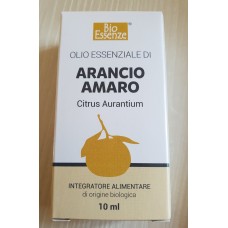 Bio
Essenze®
OLIO ESSENZIALE DI
ARANCIO
AMARO
Citrus Aurantium
INTEGRATORE ALIMENTARE
di origine biologica
10 ml